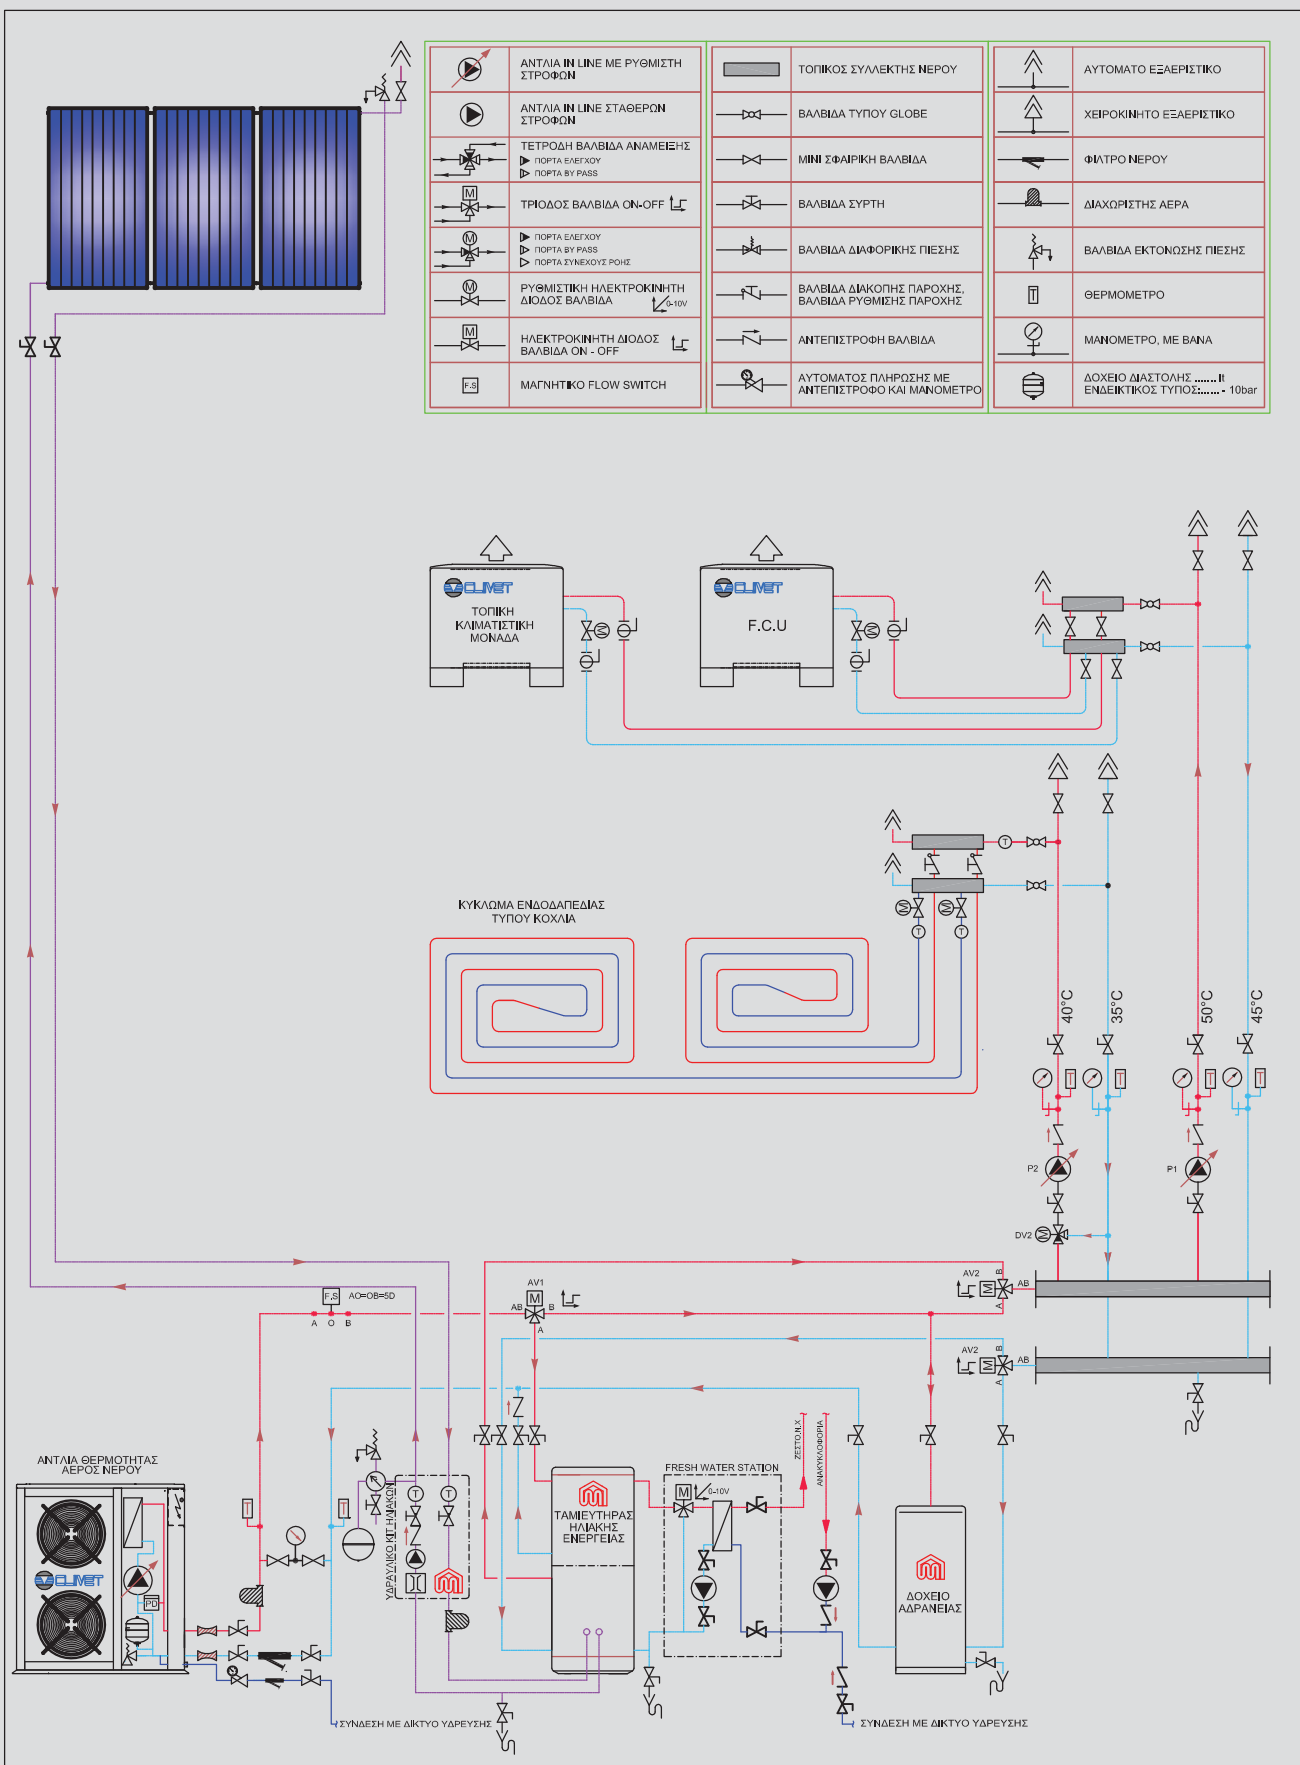 ΑΝΤΛΙΑ IN LINE ΜΕ ΡΥΘΜΙΣΤΗ
ΣΤΡΟΦΩΝ
ΑΝΤΛΙΑ IN LINE ΣΤΑΘΕΡΩΝ
ΣΤΡΟΦΩΝ
ΤΕΤΡΟΔΗ ΒΑΛΒΙΔΑ ΑΝΑΜΕΙΞΗΣ
ΠΟΡΤΑ ΕΛΕΓΧΟΥ
ΠΟΡΤΑ BY PASS
M
ΤΡΙΟΔΟΣ ΒΑΛΒΙΔΑ ON-OFF
M
ΠΟΡΤΑ ΕΛΕΓΧΟΥ
ΠΟΡΤΑ BY PASS
ΠΟΡΤΑ ΣΥΝΕΧΟΥΣ ΡΟΗΣ
M
ΡΥΘΜΙΣΤΙΚΗ ΗΛΕΚΤΡΟΚΙΝΗΤΗ
ΔΙΟΔΟΣ ΒΑΛΒΙΔΑ
0-10V
M
ΗΛΕΚΤΡΟΚΙΝΗΤΗ ΔΙΟΔΟΣ
ΒΑΛΒΙΔΑ ON - OFF
F.S
ΜΑΓΝΗΤΙΚΟ FLOW SWITCH
ΤΟΠΙΚΟΣ ΣΥΛΛΕΚΤΗΣ ΝΕΡΟΥ
ΒΑΛΒΙΔΑ ΤΥΠΟΥ GLOBE
ΜΙΝΙ ΣΦΑΙΡΙΚΗ ΒΑΛΒΙΔΑ
ΒΑΛΒΙΔΑ ΣΥΡΤΗ
ΒΑΛΒΙΔΑ ΔΙΑΦΟΡΙΚΗΣ ΠΙΕΣΗΣ
ΒΑΛΒΙΔΑ ΔΙΑΚΟΠΗΣ ΠΑΡΟΧΗΣ,
ΒΑΛΒΙΔΑ ΡΥΘΜΙΣΗΣ ΠΑΡΟΧΗΣ
ΑΝΤΕΠΙΣΤΡΟΦΗ ΒΑΛΒΙΔΑ
ΑΥΤΟΜΑΤΟΣ ΠΛΗΡΩΣΗΣ ΜΕ
ΑΝΤΕΠΙΣΤΡΟΦΟ ΚΑΙ ΜΑΝΟΜΕΤΡΟ
ΑΥΤΟΜΑΤΟ ΕΞΑΕΡΙΣΤΙΚΟ
ΧΕΙΡΟΚΙΝΗΤΟ ΕΞΑΕΡΙΣΤΙΚΟ
ΦΙΛΤΡΟ ΝΕΡΟΥ
ΔΙΑΧΩΡΙΣΤΗΣ ΑΕΡΑ
ΒΑΛΒΙΔΑ ΕΚΤΟΝΩΣΗΣ ΠΙΕΣΗΣ
T
ΘΕΡΜΟΜΕΤΡΟ
ΜΑΝΟΜΕΤΡΟ, ΜΕ ΒΑΝΑ
ΔΟΧΕΙΟ ΔΙΑΣΤΟΛΗΣ ....... lt
ΕΝΔΕΙΚΤΙΚΟΣ ΤΥΠΟΣ:....... - 10bar
CLIVET
ΤΟΠΙΚΗ
ΚΛΙΜΑΤΙΣΤΙΚΗ
ΜΟΝΑΔΑ
M
CLIVET
F.C.U
M
T
M
M
T
T
ΚΥΚΛΩΜΑ ΕΝΔΟΔΑΠΕΔΙΑΣ
ΤΥΠΟΥ ΚΟΧΛΙΑ
40°C
35°C
50°C
45°C
T
T
T
T
P2
P1
DV2
M
F.S
AO=OB=5D
A O B
AV1
M
AB
B
A
AV2
M
B
AB
A
AV2
M
B
AB
A
ΑΝΤΛΙΑ ΘΕΡΜΟΤΗΤΑΣ
ΑΕΡΟΣ ΝΕΡΟΥ
CLIVET
PD
T
T
ΥΔΡΑΥΛΙΚΟ ΚΙΤ ΗΛΙΑΚΩΝ
T
T
ΤΑΜΙΕΥΤΗΡΑΣ
ΗΛΙΑΚΗΣ
ΕΝΕΡΓΕΙΑΣ
FRESH WATER STATION
M
0-10V
ΖΕΣΤΟ.Ν.Χ
ΑΝΑΚΥΚΛΟΦΟΡΙΑ
ΔΟΧΕΙΟ
ΑΔΡΑΝΕΙΑΣ
ΣΥΝΔΕΣΗ ΜΕ ΔΙΚΤΥΟ ΥΔΡΕΥΣΗΣ
ΣΥΝΔΕΣΗ ΜΕ ΔΙΚΤΥΟ ΥΔΡΕΥΣΗΣ